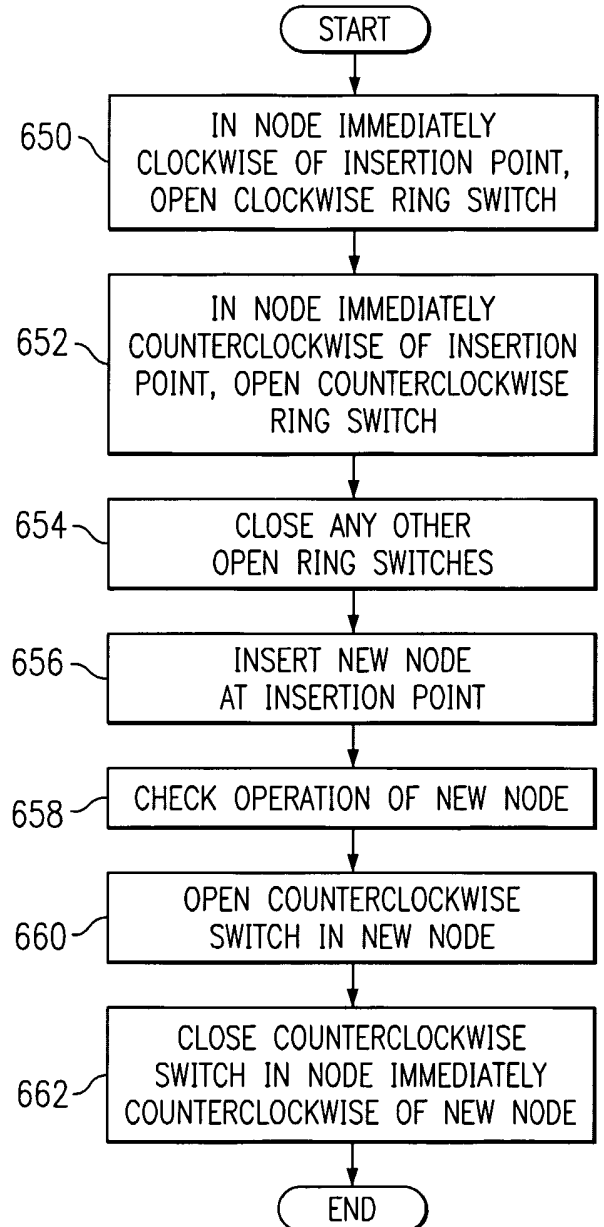 START
650
IN NODE IMMEDIATELY
CLOCKWISE OF INSERTION POINT,
OPEN CLOCKWISE RING SWITCH
652
IN NODE IMMEDIATELY
COUNTERCLOCKWISE OF INSERTION
POINT, OPEN COUNTERCLOCKWISE
RING SWITCH
654
CLOSE ANY OTHER
OPEN RING SWITCHES
656
INSERT NEW NODE
AT INSERTION POINT
658
CHECK OPERATION OF NEW NODE
660
OPEN COUNTERCLOCKWISE
SWITCH IN NEW NODE
662
CLOSE COUNTERCLOCKWISE
SWITCH IN NODE IMMEDIATELY
COUNTERCLOCKWISE OF NEW NODE
END